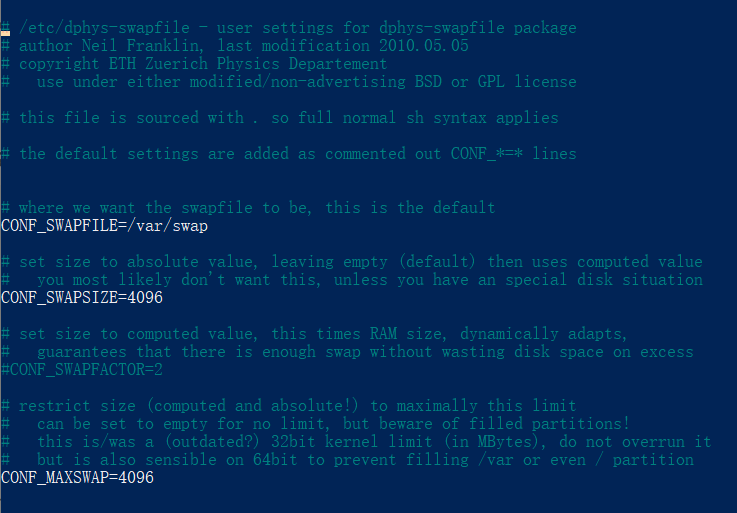 # /etc/dphys-swapfile - user settings for dphys-swapfile package
# author Neil Franklin, last modification 2010.05.05
# copyright ETH Zuerich Physics Departement
#   use under either modified/non-advertising BSD or GPL license
# this file is sourced with . so full normal sh syntax applies
# the default settings are added as commented out CONF_*=* lines
# where we want the swapfile to be, this is the default
CONF_SWAPFILE=/var/swap
# set size to absolute value, leaving empty (default) then uses computed value
#   you most likely don't want this, unless you have an special disk situation
CONF_SWAPSIZE=4096
# set size to computed value, this times RAM size, dynamically adapts,
#   guarantees that there is enough swap without wasting disk space on excess
#CONF_SWAPFACTOR=2
# restrict size (computed and absolute!) to maximally this limit
#   can be set to empty for no limit, but beware of filled partitions!
#   this is/was a (outdated?) 32bit kernel limit (in MBytes), do not overrun it
#   but is also sensible on 64bit to prevent filling /var or even / partition
CONF_MAXSWAP=4096